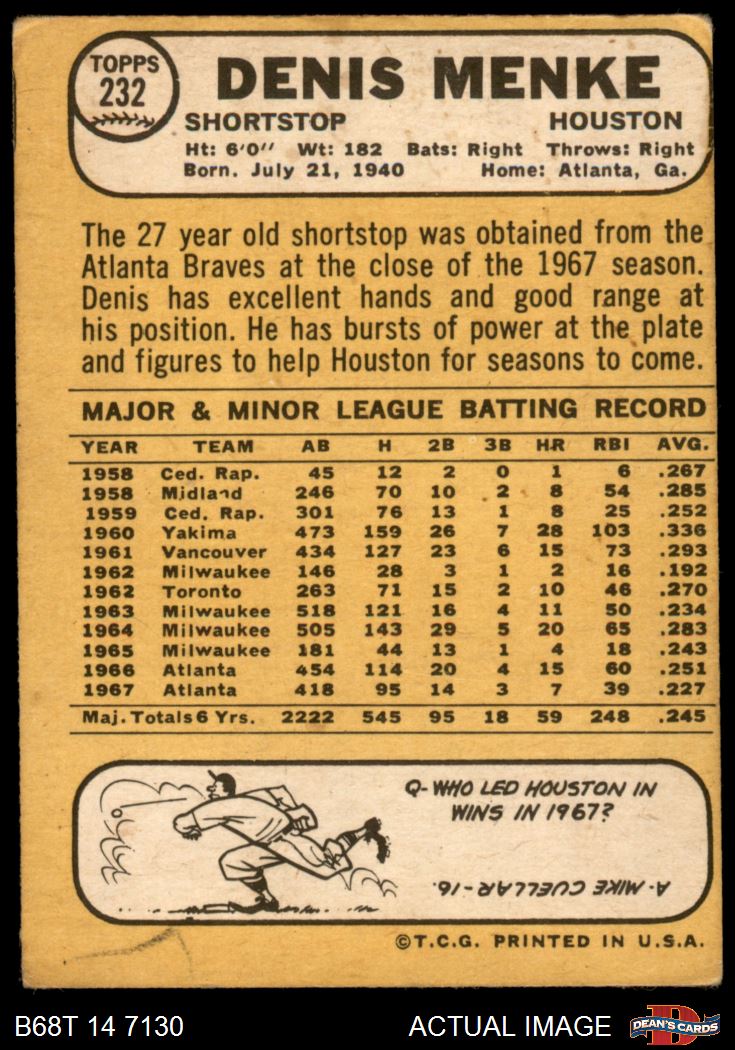 TOPPS
232
DENIS MENKE
SHORTSTOP HOUSTON
Ht: 6'0" Wt: 182 Bats: Right Throws: Right
Born. July 21, 1940 Home: Atlanta, Ga.
The 27 year old shortstop was obtained from the
Atlanta Braves at the close of the 1967 season.
Denis has excellent hands and good range at
his position. He has bursts of power at the plate
and figures to help Houston for seasons to come.
MAJOR & MINOR LEAGUE BATTING RECORD
YEAR TEAM AB H 2B 3B HR RBI AVG.
1958 Ced. Rap. 45 12 2 0 1 6 .267
1958 Midland 246 70 10 2 8 54 .285
1959 Ced. Rap. 301 76 13 1 8 25 .252
1960 Yakima 473 159 26 7 28 103 .336
1961 Vancouver 434 127 23 6 15 73 .293
1962 Milwaukee 146 28 3 1 2 16 .192
1962 Toronto 263 71 15 2 10 46 .270
1963 Milwaukee 518 121 16 4 11 50 .234
1964 Milwaukee 505 143 29 5 20 65 .283
1965 Milwaukee 181 44 13 1 4 18 .243
1966 Atlanta 454 114 20 4 15 60 .251
1967 Atlanta 418 95 14 3 7 39 .227
Maj. Totals 6 Yrs. 2222 545 95 18 59 248 .245
Q-WHO LED HOUSTON IN
WINS IN 1967?
A-MIKE CUELLAR-16.
©T.C.G. PRINTED IN U.S.A.
B68T 14 7130 ACTUAL IMAGE
D
DEAN'S CARDS